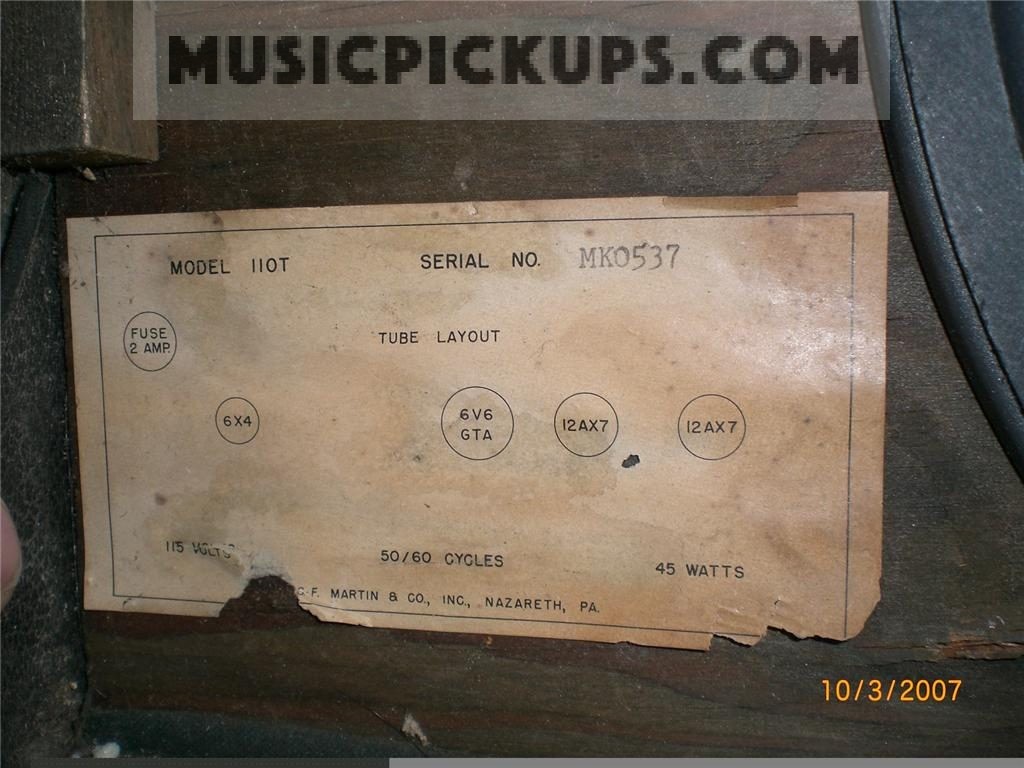 MUSICPICKUPS.COM
MODEL 110T SERIAL NO. MK0537
FUSE
2 AMP.
TUBE LAYOUT
6X4
6V6
GTA
12AX7
12AX7
115 VOLTS
50/60 CYCLES
45 WATTS
C.F. MARTIN & CO., INC., NAZARETH, PA.
10/3/2007